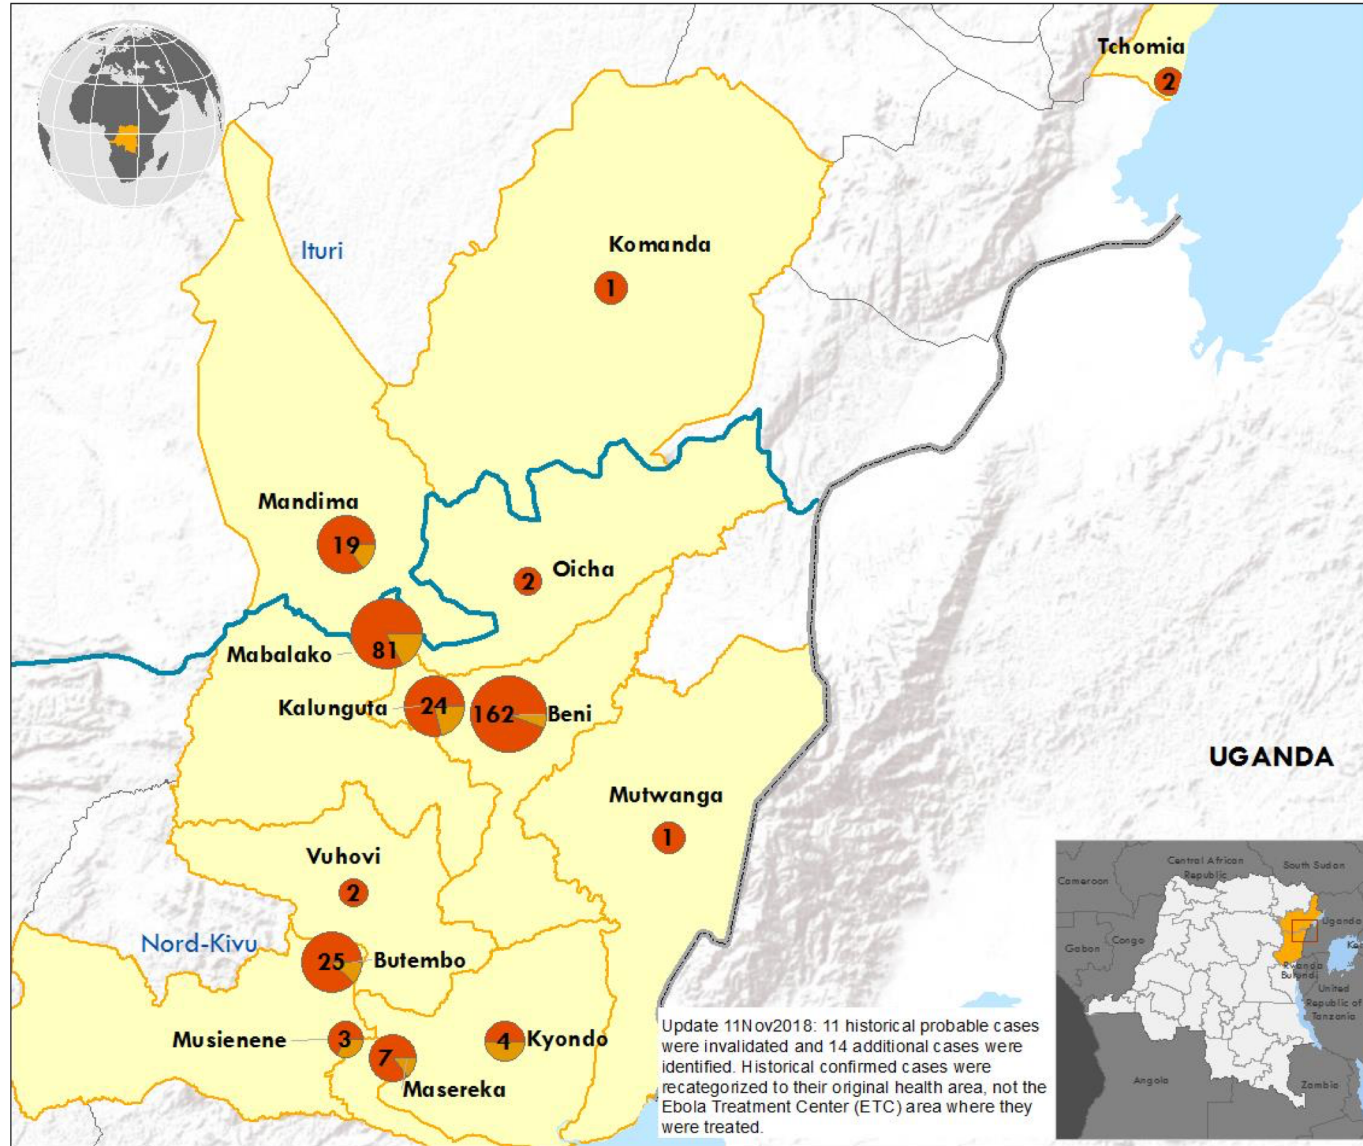 Tchomia
2
Komanda
1
Ituri
Mandima
19
Oicha
2
Mabalako
81
Kalunguta
24
162
Beni
UGANDA
Mutwanga
1
Vuhovi
2
Nord-Kivu
25
Butembo
Musienene
3
4
Kyondo
7
Masereka
Update 11Nov2018: 11 historical probable cases
were invalidated and 14 additional cases were
identified. Historical confirmed cases were
recategorized to their original health area, not the
Ebola Treatment Center (ETC) area where they
were treated.
Central African
Republic
South Sudan
Cameroon
Uganda
Gabon
Congo
Rwanda
Burundi
United
Republic of
Tanzania
Angola
Zambia